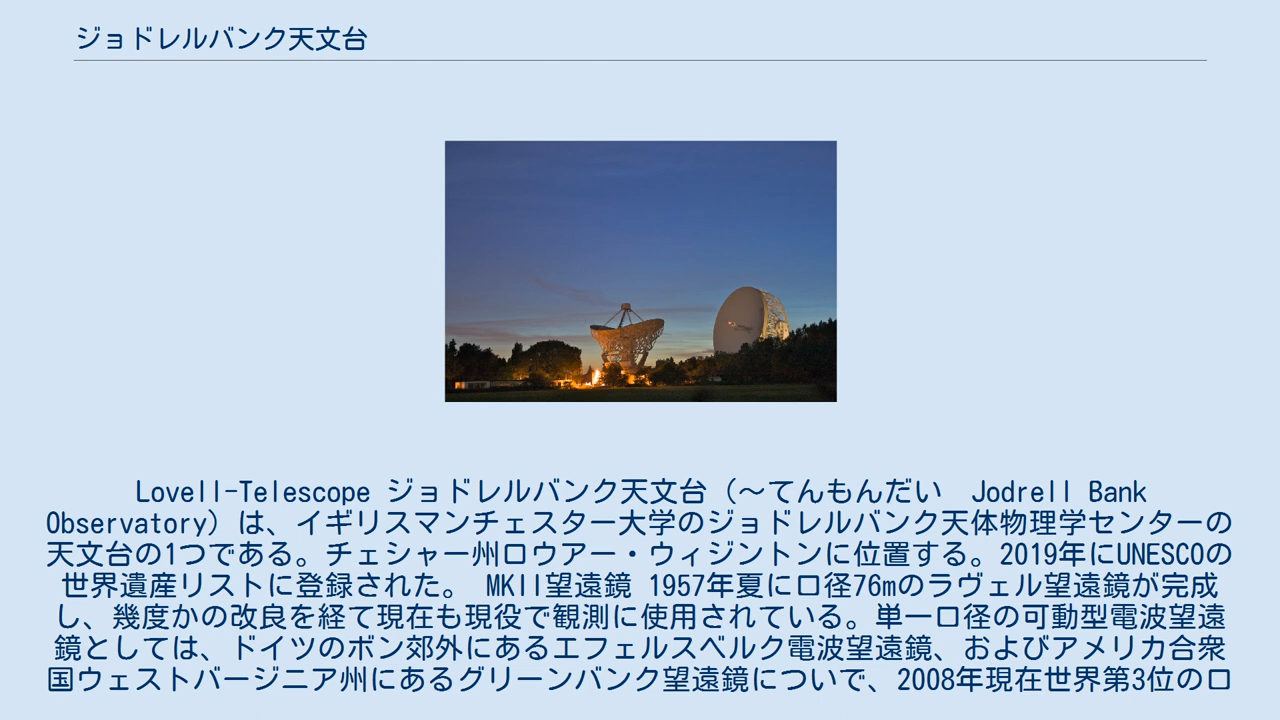 ジョドレルバンク天文台
Lovell-Telescope ジョドレルバンク天文台（～てんもんだい　Jodrell Bank
Observatory）は、イギリスマンチェスター大学のジョドレルバンク天体物理学センターの
天文台の1つである。チェシャー州ロウアー・ウィジントンに位置する。2019年にUNESCOの
世界遺産リストに登録された。 MKII望遠鏡 1957年夏に口径76mのラヴェル望遠鏡が完成
し、幾度かの改良を経て現在も現役で観測に使用されている。単一口径の可動型電波望遠
鏡としては、ドイツのボン郊外にあるエフェルスベルク電波望遠鏡、およびアメリカ合衆
国ウェストバージニア州にあるグリーンバンク望遠鏡についで、2008年現在世界第3位の口